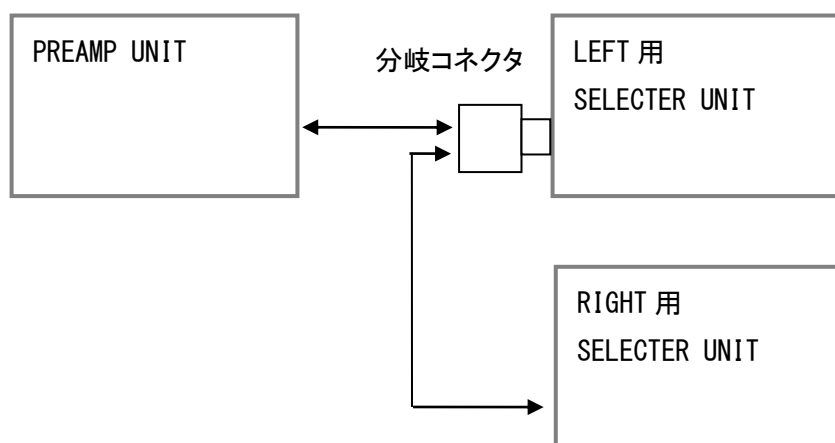 PREAMP UNIT
分岐コネクタ
LEFT 用
SELECTER UNIT
RIGHT 用
SELECTER UNIT